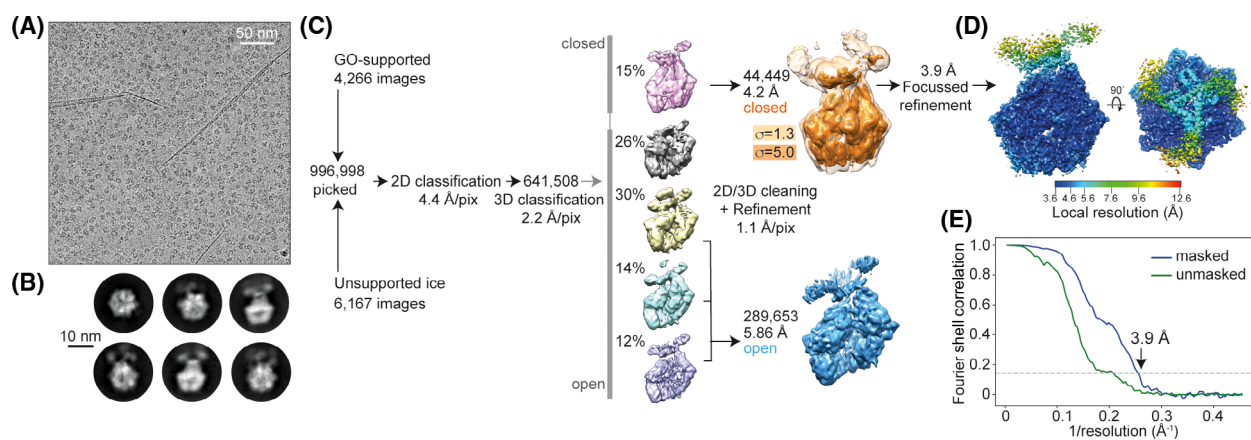 (A)
50 nm
(B)
10 nm
(C)
GO-supported
4,266 images
996,998
picked
Unsupported ice
6,167 images
2D classification
4.4 Å/pix
641,508
3D classification
2.2 Å/pix
closed
open
15%
26%
30%
14%
12%
44,449
4.2 Å
closed
σ=1.3
σ=5.0
2D/3D cleaning
+ Refinement
1.1 Å/pix
289,653
5.86 Å
open
3.9 Å
Focussed
refinement
(D)
90°
3.6 4.6 5.6 7.6 9.6 12.6
Local resolution (Å)
(E)
Fourier shell correlation
1.0
0.8
0.6
0.4
0.2
0
masked
unmasked
3.9 Å
0 0.1 0.2 0.3 0.4
1/resolution (Å⁻¹)